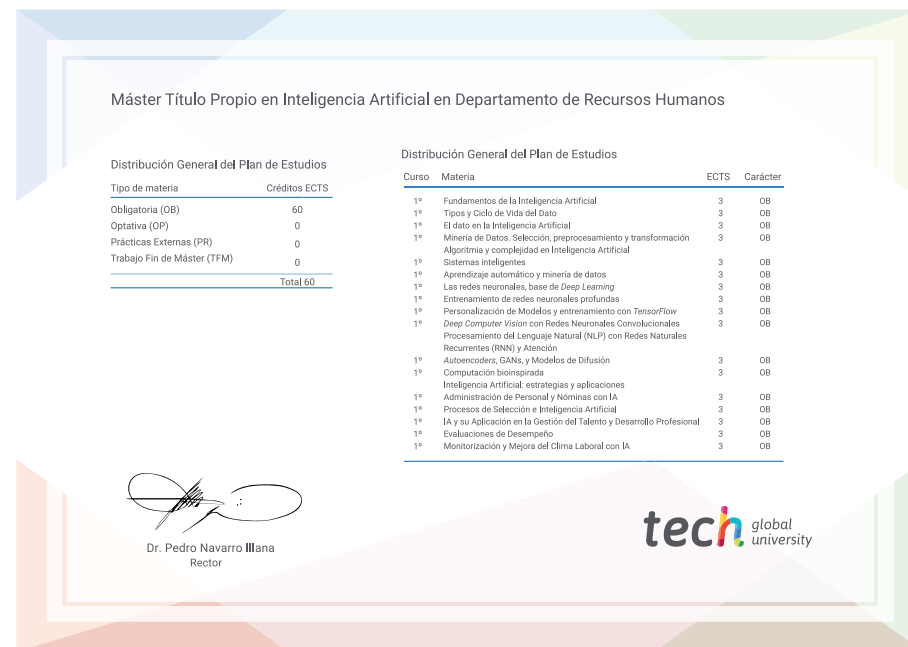 Máster Título Propio en Inteligencia Artificial en Departamento de Recursos Humanos
Distribución General del Plan de Estudios
Tipo de materia Créditos ECTS
Obligatoria (OB) 60
Optativa (OP) 0
Prácticas Externas (PR) 0
Trabajo Fin de Máster (TFM) 0
Total 60
Distribución General del Plan de Estudios
Curso Materia ECTS Carácter
1º Fundamentos de la Inteligencia Artificial 3 OB
1º Tipos y Ciclo de Vida del Dato 3 OB
1º El dato en la Inteligencia Artificial 3 OB
1º Minería de Datos. Selección, preprocesamiento y transformación 3 OB
Algoritmia y complejidad en Inteligencia Artificial
1º Sistemas inteligentes 3 OB
1º Aprendizaje automático y minería de datos 3 OB
1º Las redes neuronales, base de Deep Learning 3 OB
1º Entrenamiento de redes neuronales profundas 3 OB
1º Personalización de Modelos y entrenamiento con TensorFlow 3 OB
1º Deep Computer Vision con Redes Neuronales Convolucionales 3 OB
Procesamiento del Lenguaje Natural (NLP) con Redes Naturales
Recurrentes (RNN) y Atención
1º Autoencoders, GANs, y Modelos de Difusión 3 OB
1º Computación bioinspirada 3 OB
Inteligencia Artificial: estrategias y aplicaciones
1º Administración de Personal y Nóminas con IA 3 OB
1º Procesos de Selección e Inteligencia Artificial 3 OB
1º IA y su Aplicación en la Gestión del Talento y Desarrollo Profesional 3 OB
1º Evaluaciones de Desempeño 3 OB
1º Monitorización y Mejora del Clima Laboral con IA 3 OB
Dr. Pedro Navarro Illana
Rector
tech global
university